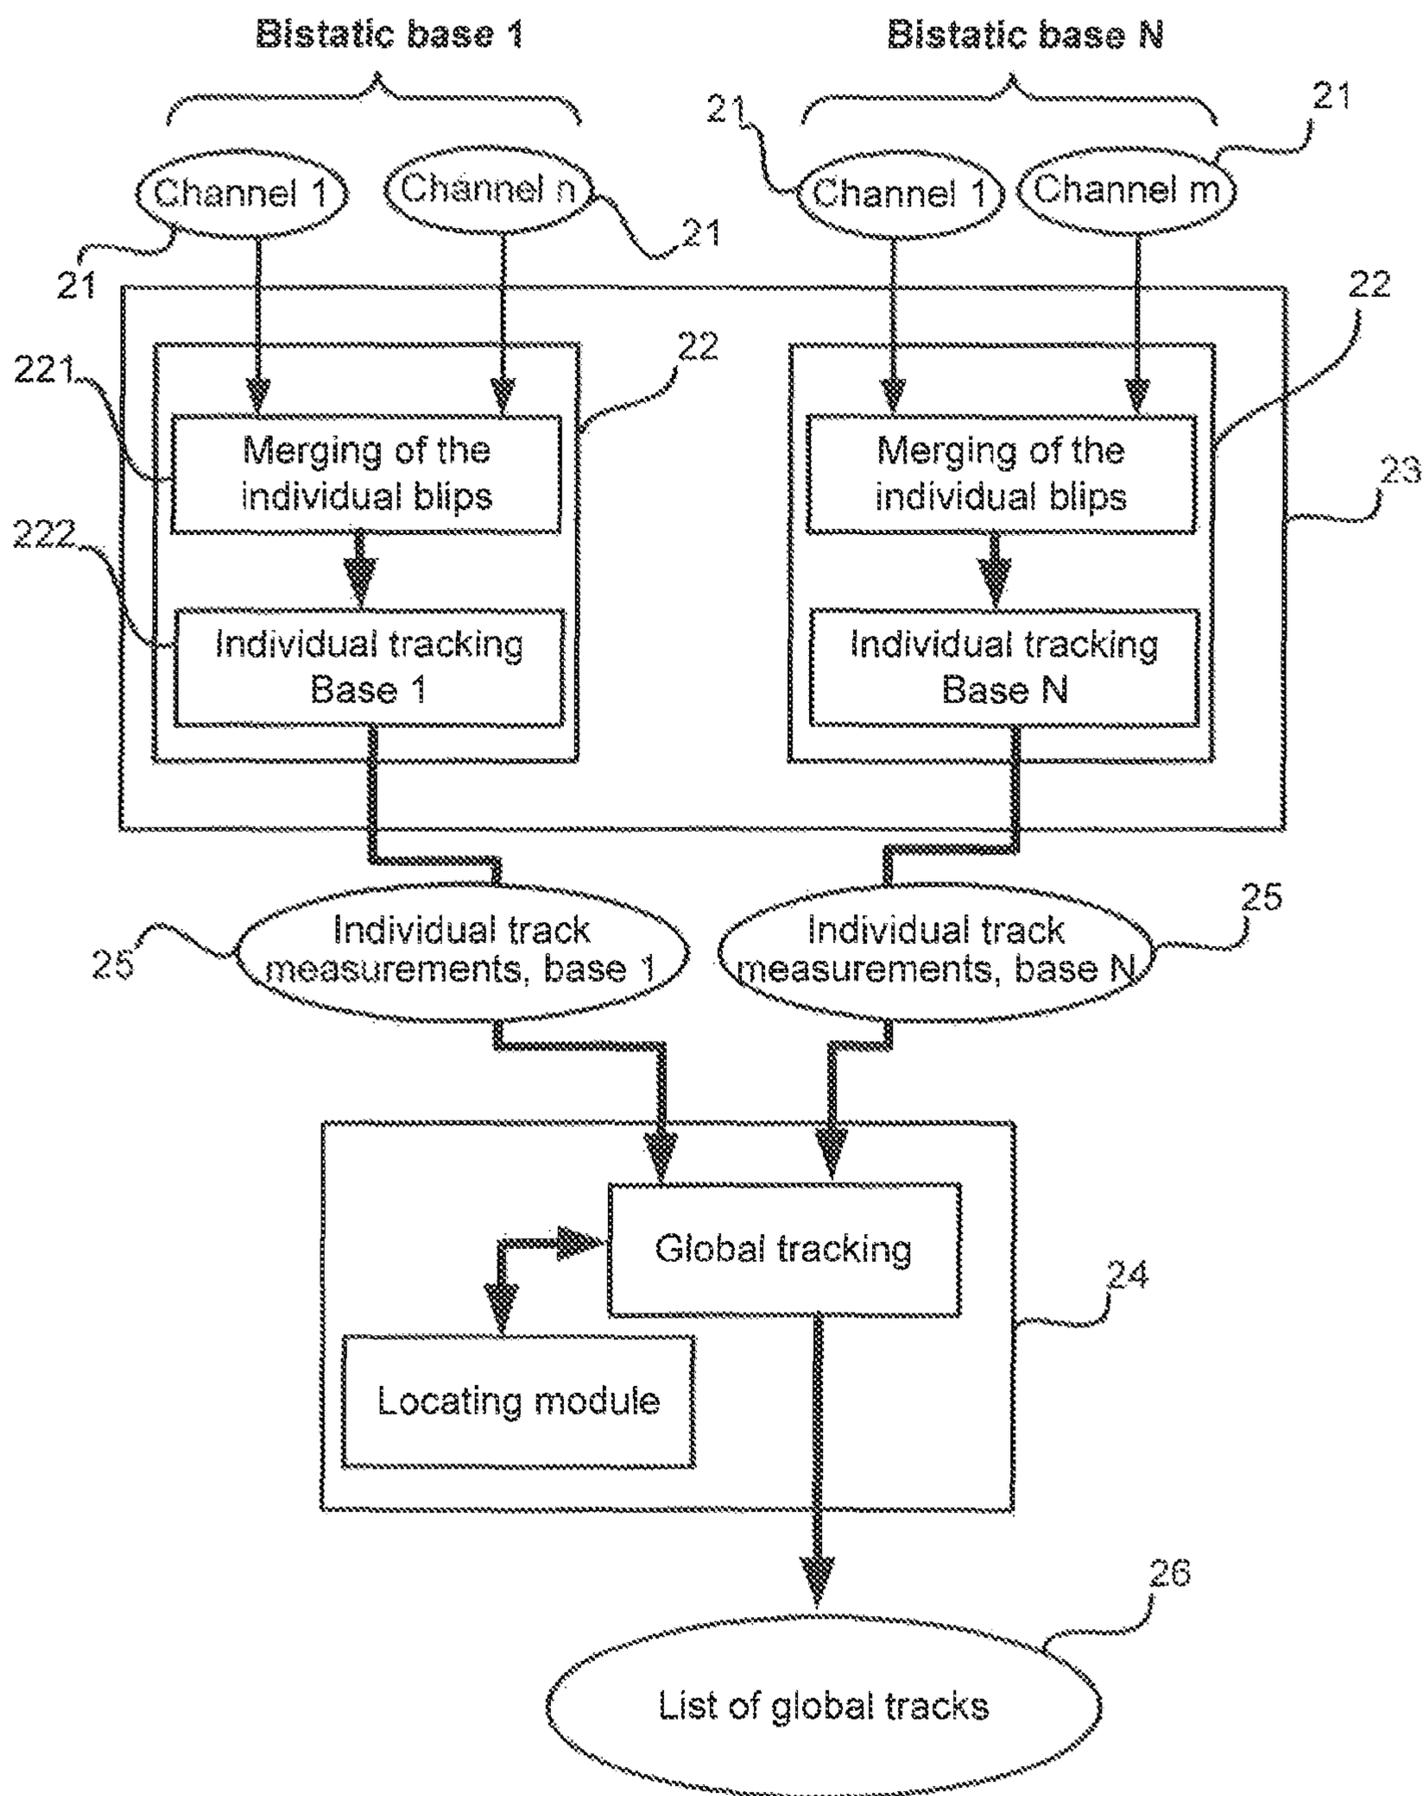 Bistatic base 1
Bistatic base N
21
21
Channel 1
Channel n
Channel 1
Channel m
21
21
22
221
22
Merging of the
individual blips
Merging of the
individual blips
23
222
Individual tracking
Base 1
Individual tracking
Base N
25
Individual track
measurements, base 1
Individual track
measurements, base N
25
Global tracking
24
Locating module
26
List of global tracks